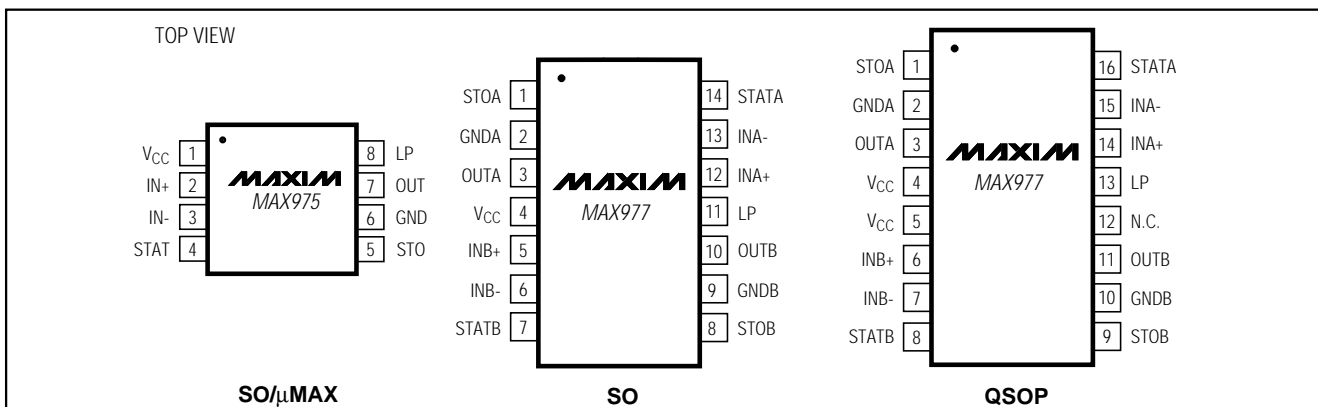 TOP VIEW
VCC 1
IN+ 2
IN- 3
STAT 4
8 LP
7 OUT
6 GND
5 STO
MAXIM
MAX975
SO/µMAX
STOA 1
GNDA 2
OUTA 3
VCC 4
INB+ 5
INB- 6
STATB 7
14 STATA
13 INA-
12 INA+
11 LP
10 OUTB
9 GNDB
8 STOB
MAXIM
MAX977
SO
STOA 1
GNDA 2
OUTA 3
VCC 4
VCC 5
INB+ 6
INB- 7
STATB 8
16 STATA
15 INA-
14 INA+
13 LP
12 N.C.
11 OUTB
10 GNDB
9 STOB
MAXIM
MAX977
QSOP